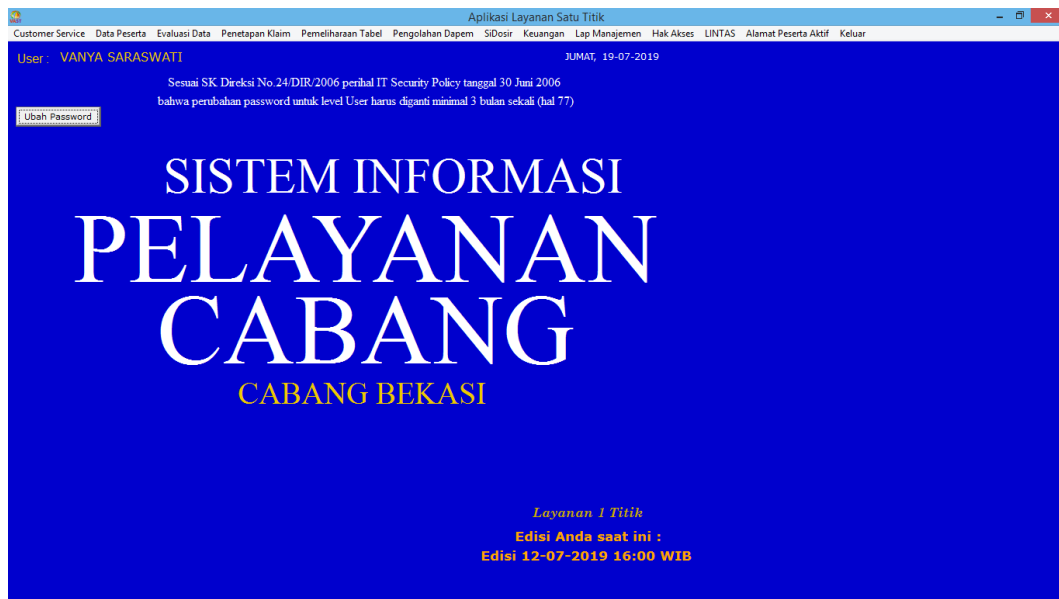 Aplikasi Layanan Satu Titik
Customer Service Data Peserta Evaluasi Data Penetapan Klaim Pemeliharaan Tabel Pengolahan Dapem SiDosir Keuangan Lap Manajemen Hak Akses LINTAS Alamat Peserta Aktif Keluar
User : VANYA SARASWATI JUMAT, 19-07-2019
Sesuai SK Direksi No.24/DIR/2006 perihal IT Security Policy tanggal 30 Juni 2006
bahwa perubahan password untuk level User harus diganti minimal 3 bulan sekali (hal 77)
Ubah Password
SISTEM INFORMASI
PELAYANAN
CABANG
CABANG BEKASI
Layanan 1 Titik
Edisi Anda saat ini :
Edisi 12-07-2019 16:00 WIB